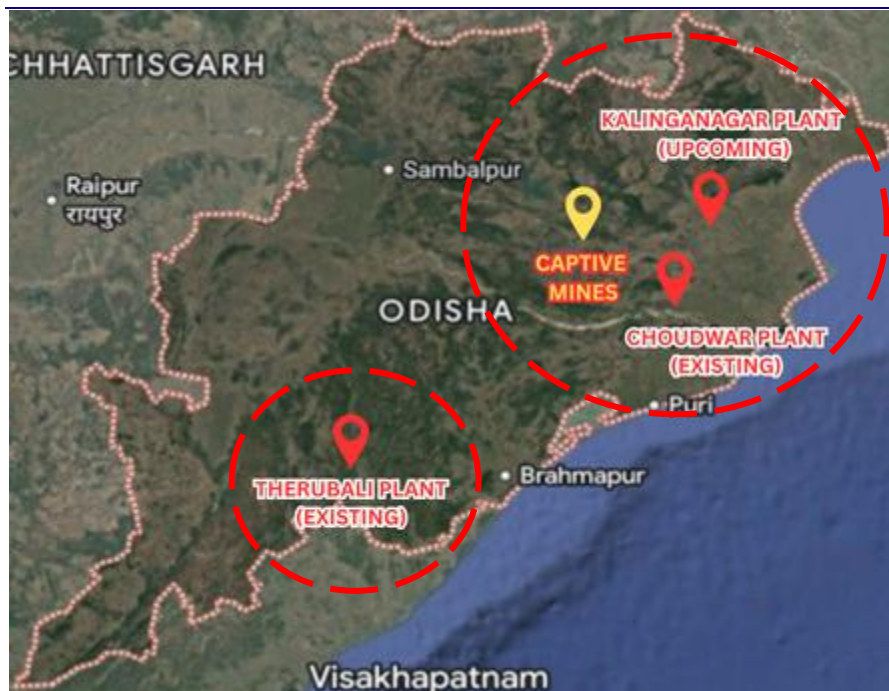 CHHATTISGARH
KALINGANAGAR PLANT
(UPCOMING)
Sambalpur
Raipur
रायपुर
CAPTIVE
MINES
ODISHA
CHOUDWAR PLANT
(EXISTING)
Puri
THERUBALI PLANT
(EXISTING)
Brahmapur
Visakhapatnam